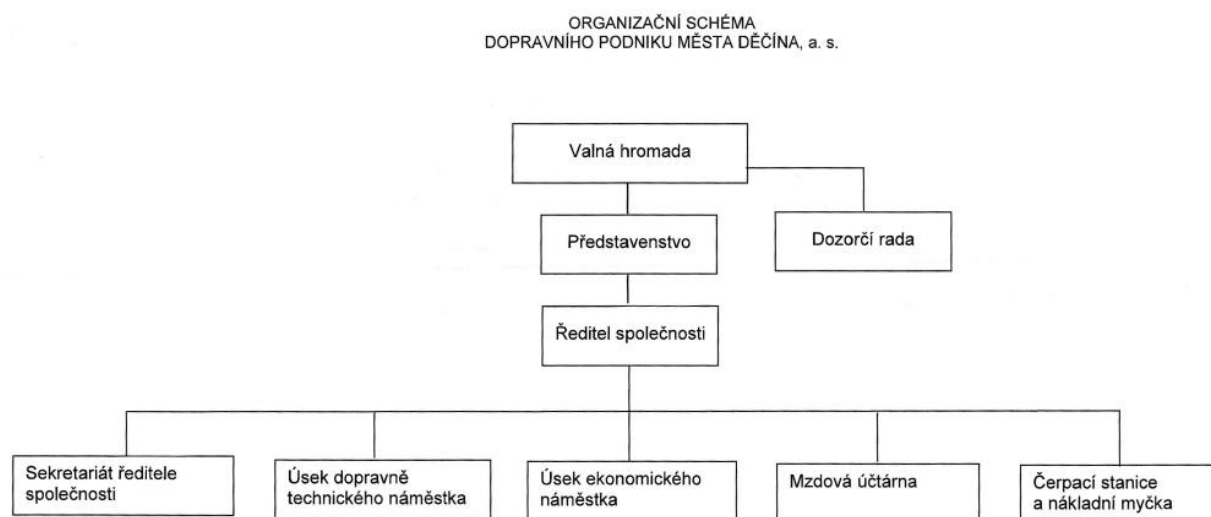 ORGANIZAČNÍ SCHÉMA
DOPRAVNÍHO PODNIKU MĚSTA DĚČÍNA, a. s.
Valná hromada
Představenstvo
Dozorčí rada
Ředitel společnosti
Sekretariát ředitele
společnosti
Úsek dopravně
technického náměstka
Úsek ekonomického
náměstka
Mzdová účtárna
Čerpací stanice
a nákladní myčka